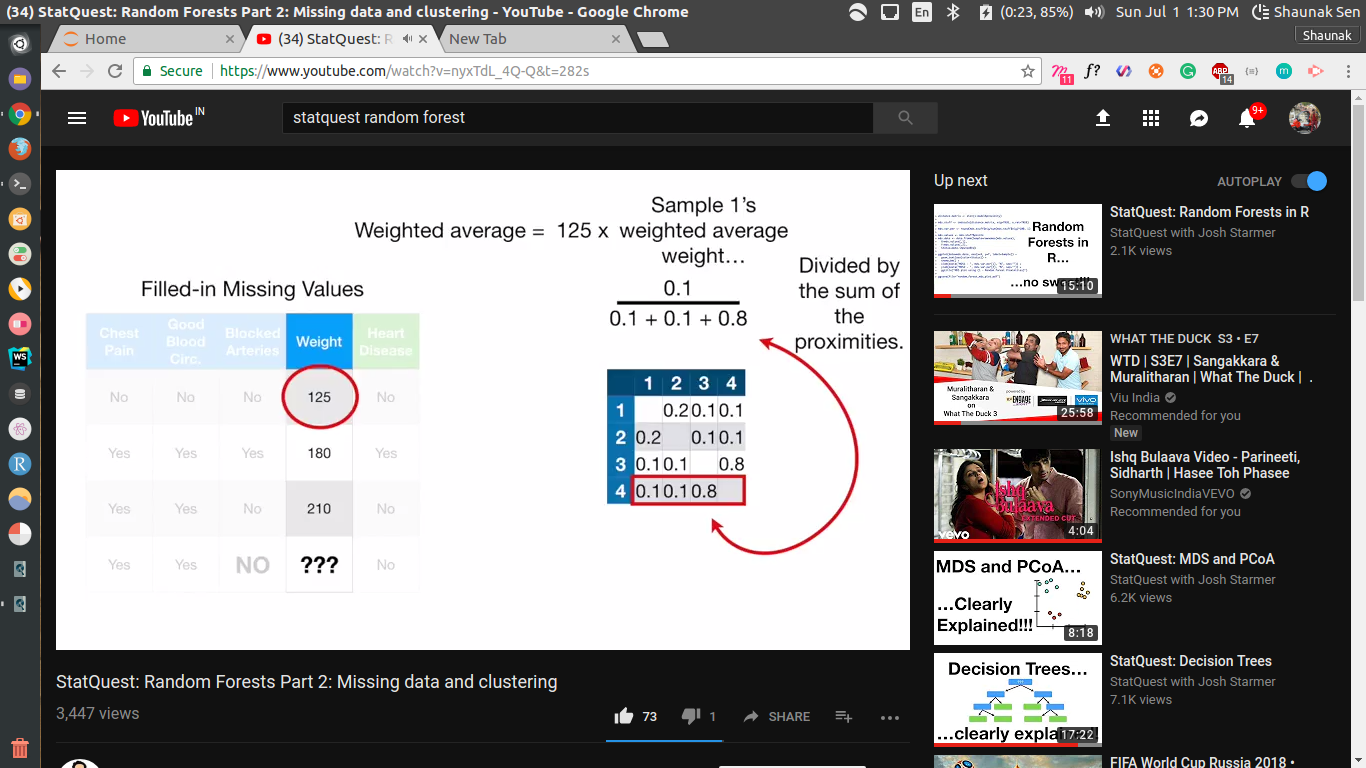 (34) StatQuest: Random Forests Part 2: Missing data and clustering - YouTube - Google Chrome
En
(0:23, 85%)
Sun Jul 1 1:30 PM
Shaunak Sen
Home
(34) StatQuest: R
New Tab
Shaunak
Secure
https://www.youtube.com/watch?v=nyxTdL_4Q-Q&t=282s
11
f?
ABP
14
m
YouTube IN
statquest random forest
9+
Sample 1's
Weighted average = 125 x weighted average
weight…
0.1
0.1 + 0.1 + 0.8
Divided by
the sum of
the
proximities.
Filled-in Missing Values
Chest Pain
Good Blood Circ.
Blocked Arteries
Weight
Heart Disease
No No No 125 No
Yes Yes Yes 180 Yes
Yes Yes No 210 No
Yes Yes NO ??? No
1 2 3 4
1 0.2 0.1 0.1
2 0.2 0.1 0.1
3 0.1 0.1 0.8
4 0.1 0.1 0.8
StatQuest: Random Forests Part 2: Missing data and clustering
3,447 views
73
1
SHARE
Up next
AUTOPLAY
Random
Forests in
R…
…no sw
15:10
StatQuest: Random Forests in R
StatQuest with Josh Starmer
2.1K views
Muralitharan &
Sangakkara
on
What The Duck 3
VIVO
25:58
WHAT THE DUCK S3 • E7
WTD | S3E7 | Sangakkara &
Muralitharan | What The Duck | .
Viu India
Recommended for you
New
Ishq
Bulaava
EXTENDED CUT
vevo
4:04
Ishq Bulaava Video - Parineeti,
Sidharth | Hasee Toh Phasee
SonyMusicIndiaVEVO
Recommended for you
MDS and PCoA…
…Clearly
Explained!!!
8:18
StatQuest: MDS and PCoA
StatQuest with Josh Starmer
6.2K views
Decision Trees…
…clearly expla
17:22
StatQuest: Decision Trees
StatQuest with Josh Starmer
7.1K views
FIFA World Cup Russia 2018 •
WS
R